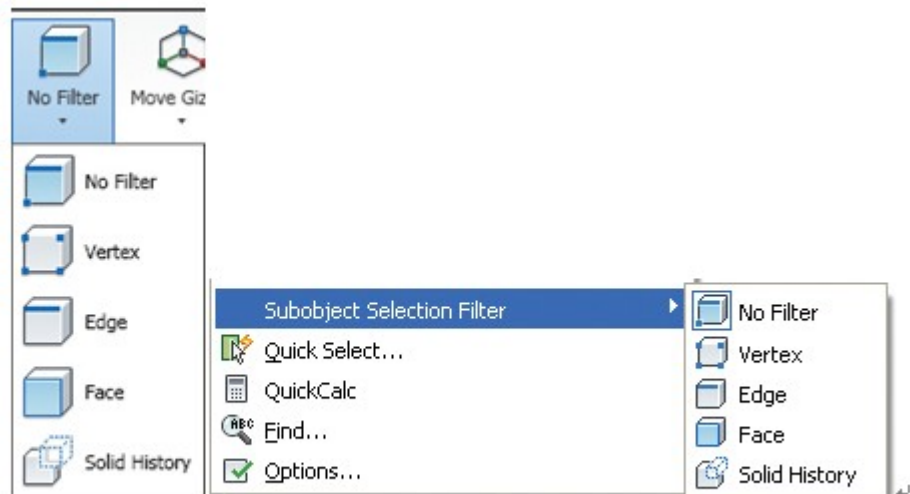 No Filter
Move Giz
No Filter
Vertex
Edge
Face
Solid History
Subobject Selection Filter
Quick Select...
QuickCalc
ABC
Find...
Options...
No Filter
Vertex
Edge
Face
Solid History